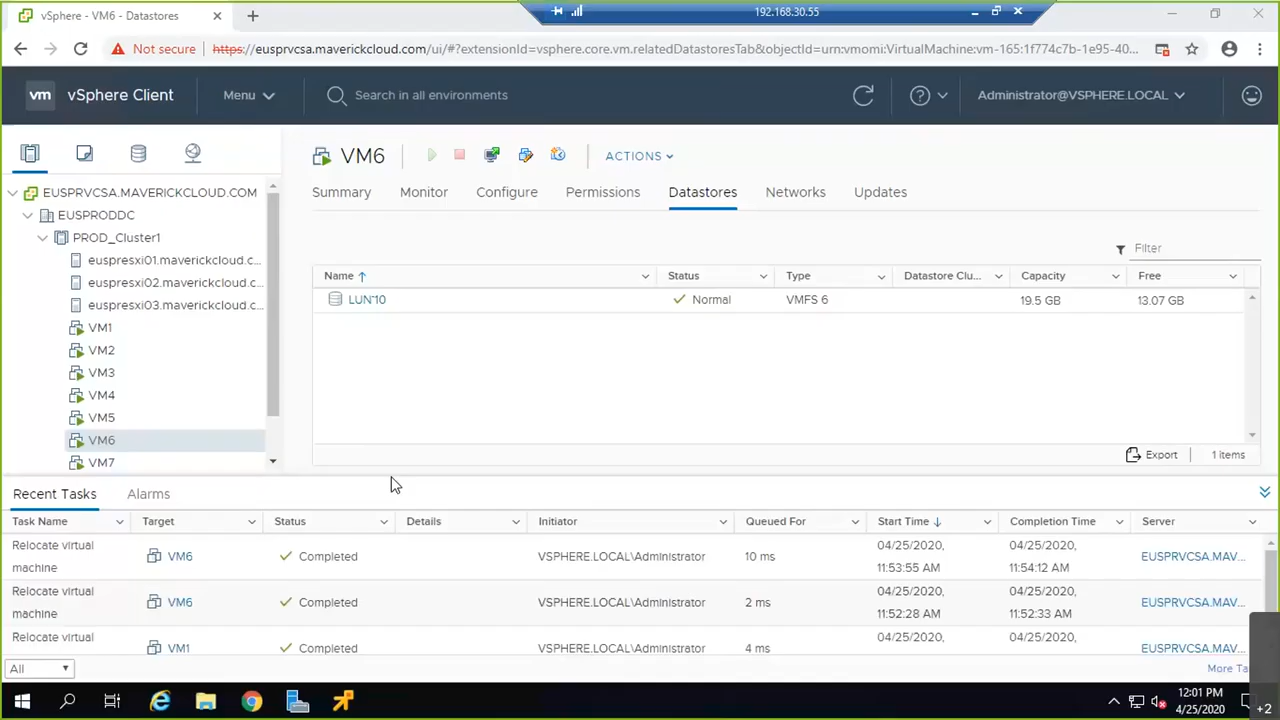 vSphere - VM6 - Datastores
192.168.30.55
Not secure
https://eusprvcsa.maverickcloud.com/ui/#?extensionId=vsphere.core.vm.relatedDatastoresTab&objectId=urn:vmomi:VirtualMachine:vm-165:1f774c7b-1e95-40...
vm vSphere Client Menu Search in all environments Administrator@VSPHERE.LOCAL
VM6 ACTIONS
Summary Monitor Configure Permissions Datastores Networks Updates
EUSPRVCSA.MAVERICKCLOUD.COM
EUSPRODDC
PROD_Cluster1
euspresxi01.maverickcloud.c...
euspresxi02.maverickcloud.c...
euspresxi03.maverickcloud.c...
VM1
VM2
VM3
VM4
VM5
VM6
VM7
Filter
Name Status Type Datastore Clu... Capacity Free
LUN~10 Normal VMFS 6 19.5 GB 13.07 GB
Export 1 items
Recent Tasks Alarms
Task Name Target Status Details Initiator Queued For Start Time Completion Time Server
Relocate virtual machine VM6 Completed VSPHERE.LOCAL\Administrator 10 ms 04/25/2020, 11:53:55 AM 04/25/2020, 11:54:12 AM EUSPRVCSA.MAV...
Relocate virtual machine VM6 Completed VSPHERE.LOCAL\Administrator 2 ms 04/25/2020, 11:52:28 AM 04/25/2020, 11:52:33 AM EUSPRVCSA.MAV...
Relocate virtual machine VM1 Completed VSPHERE.LOCAL\Administrator 4 ms 04/25/2020, 04/25/2020, EUSPRVCSA.MAV...
All
More Ta
12:01 PM
4/25/2020
+2